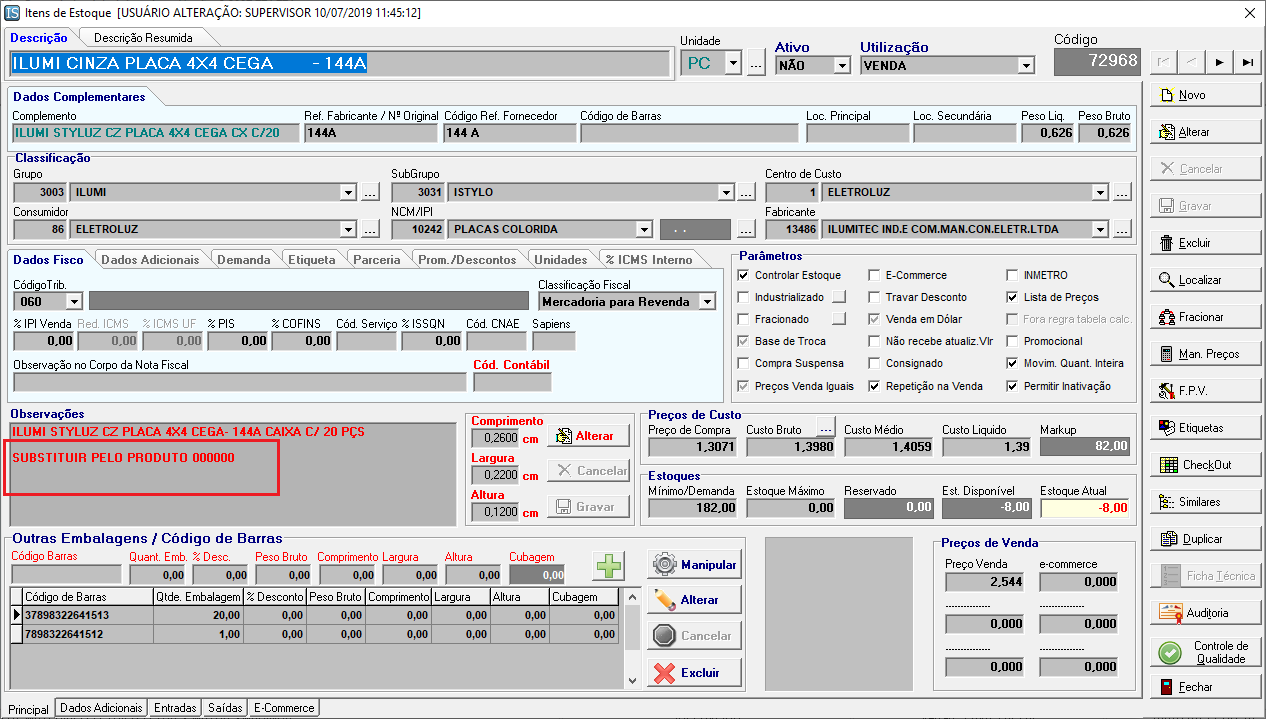 IS Itens de Estoque [USUÁRIO ALTERAÇÃO: SUPERVISOR 10/07/2019 11:45:12]
Descrição Descrição Resumida
ILUMI CINZA PLACA 4X4 CEGA - 144A
Unidade Ativo Utilização Código
PC ... NÃO VENDA 72968
Dados Complementares
Complemento Ref. Fabricante / Nº Original Código Ref. Fornecedor Código de Barras Loc. Principal Loc. Secundária Peso Liq. Peso Bruto
ILUMI STYLUZ CZ PLACA 4X4 CEGA CX C/20 144A 144 A 0,626 0,626
Classificação
Grupo SubGrupo Centro de Custo
3003 ILUMI ... 3031 ISTYLO ... 1 ELETROLUZ ...
Consumidor NCM/IPI Fabricante
86 ELETROLUZ ... 10242 PLACAS COLORIDA . . ... 13486 ILUMITEC IND.E COM.MAN.CON.ELETR.LTDA ...
Dados Fisco Dados Adicionais Demanda Etiqueta Parceria Prom./Descontos Unidades % ICMS Interno
CódigoTrib. Classificação Fiscal
060 Mercadoria para Revenda
% IPI Venda Red. ICMS % ICMS UF % PIS % COFINS Cód. Serviço % ISSQN Cód. CNAE Sapiens
0,00 0,00 0,00 0,00 0,00 0,00
Observação no Corpo da Nota Fiscal Cód. Contábil
Parâmetros
Controlar Estoque E-Commerce INMETRO
Industrializado Travar Desconto Lista de Preços
Fracionado Venda em Dólar Fora regra tabela calc.
Base de Troca Não recebe atualiz.Vlr Promocional
Compra Suspensa Consignado Movim. Quant. Inteira
Preços Venda Iguais Repetição na Venda Permitir Inativação
Observações
ILUMI STYLUZ CZ PLACA 4X4 CEGA- 144A CAIXA C/ 20 PÇS
SUBSTITUIR PELO PRODUTO 000000
Comprimento
0,2600 cm Alterar
Largura
0,2200 cm Cancelar
Altura
0,1200 cm Gravar
Preços de Custo
Preço de Compra Custo Bruto ... Custo Médio Custo Liquido Markup
1,3071 1,3980 1,4059 1,39 82,00
Estoques
Mínimo/Demanda Estoque Máximo Reservado Est. Disponível Estoque Atual
182,00 0,00 0,00 -8,00 -8,00
Outras Embalagens / Código de Barras
Código Barras Quant. Emb. % Desc. Peso Bruto Comprimento Largura Altura Cubagem
0,00 0,00 0,00 0,00 0,00 0,00 0,00
Código de Barras Qtde. Embalagem % Desconto Peso Bruto Comprimento Largura Altura Cubagem
37898322641513 20,00 0,00 0,00 0,00 0,00 0,00 0,00
7898322641512 1,00 0,00 0,00 0,00 0,00 0,00 0,00
Manipular
Alterar
Cancelar
Excluir
Preços de Venda
Preço Venda e-commerce
2,544 0,000
--------------- ---------------
0,000 0,000
--------------- ---------------
0,000 0,000
Novo
Alterar
Cancelar
Gravar
Excluir
Localizar
Fracionar
Man. Preços
F.P.V.
Etiquetas
CheckOut
Similares
Duplicar
Ficha Técnica
Auditoria
Controle de
Qualidade
Fechar
Principal Dados Adicionais Entradas Saídas E-Commerce